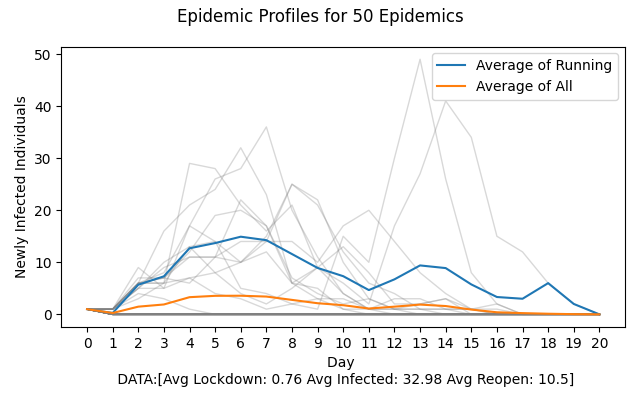 Epidemic Profiles for 50 Epidemics
Newly Infected Individuals
50
40
30
20
10
0
Average of Running
Average of All
0 1 2 3 4 5 6 7 8 9 10 11 12 13 14 15 16 17 18 19 20
Day
DATA:[Avg Lockdown: 0.76 Avg Infected: 32.98 Avg Reopen: 10.5]